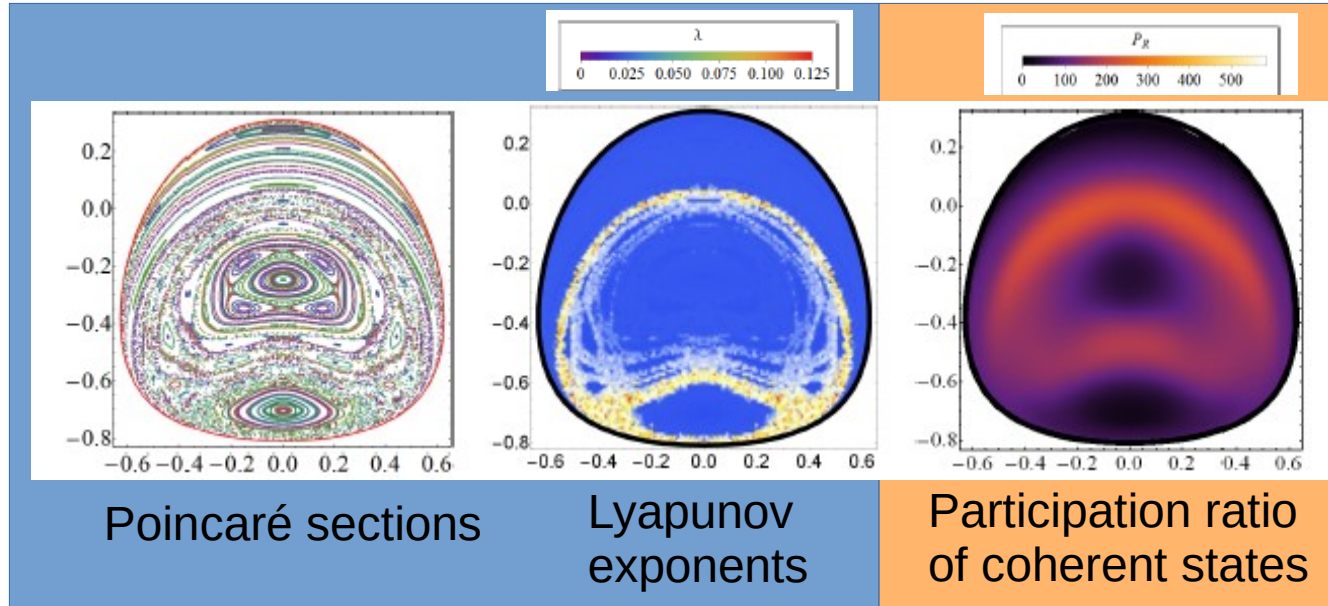 λ
0 0.025 0.050 0.075 0.100 0.125
P_R
0 100 200 300 400 500
0.2
0.0
−0.2
−0.4
−0.6
−0.8
−0.6 −0.4 −0.2 0.0 0.2 0.4 0.6
0.2
0.0
-0.2
-0.4
-0.6
-0.8
-0.6 -0.4 -0.2 0.0 0.2 0.4 0.6
0.2
0.0
−0.2
−0.4
−0.6
−0.8
−0.6 −0.4 −0.2 0.0 0.2 0.4 0.6
Poincaré sections
Lyapunov
exponents
Participation ratio
of coherent states